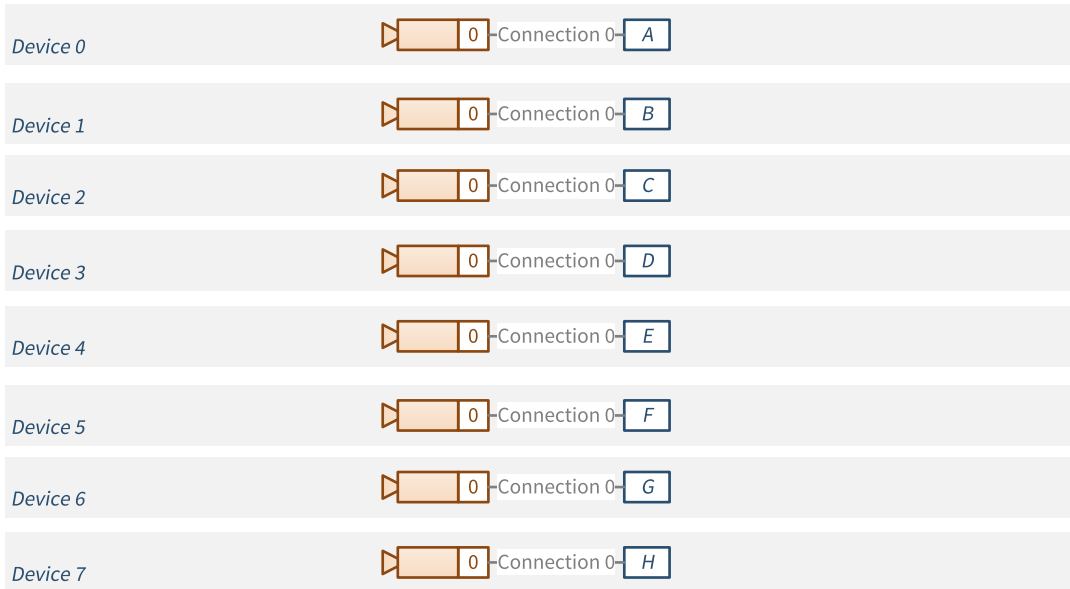 Device 0 0 Connection 0 A
Device 1 0 Connection 0 B
Device 2 0 Connection 0 C
Device 3 0 Connection 0 D
Device 4 0 Connection 0 E
Device 5 0 Connection 0 F
Device 6 0 Connection 0 G
Device 7 0 Connection 0 H